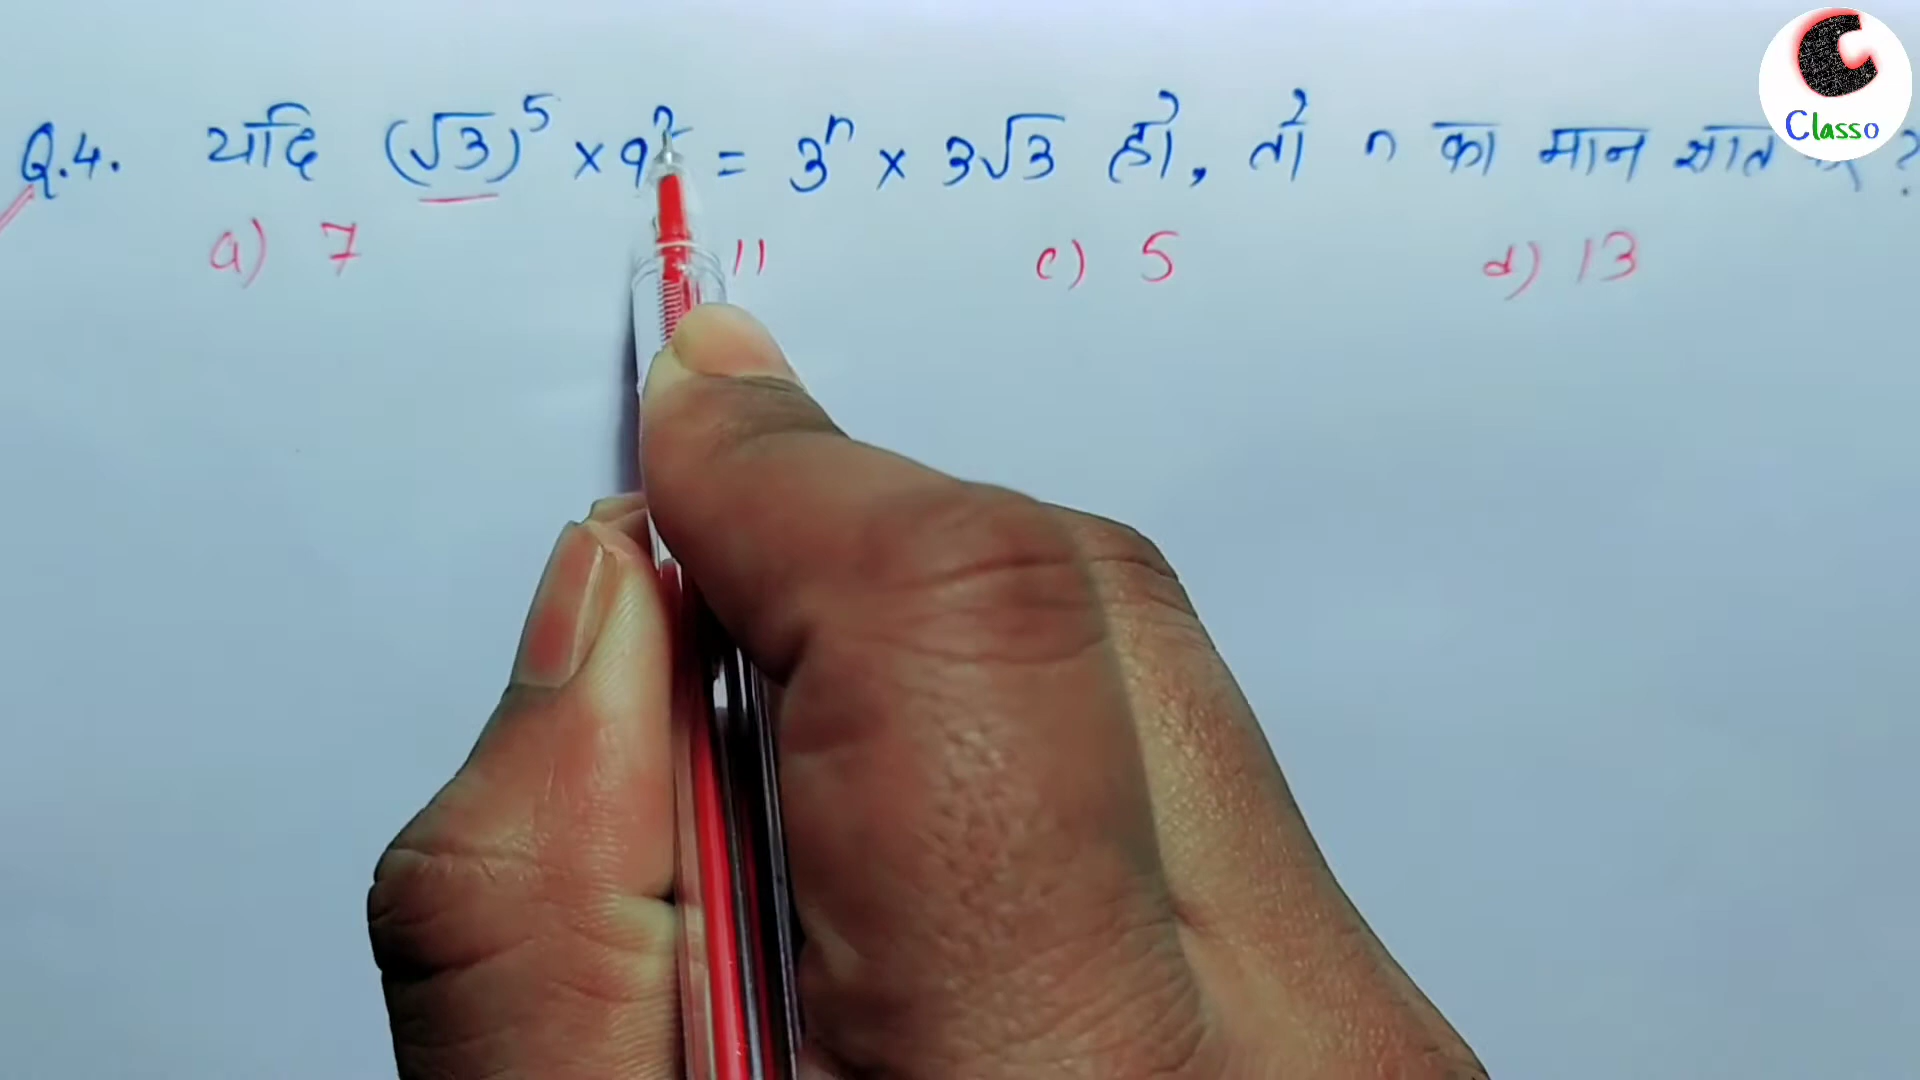 Q.4. यदि (√3)⁵ × 9² = 3ⁿ × 3√3 हो, तो n का मान ज्ञात ?
a) 7 11 c) 5 d) 13
C
Classo